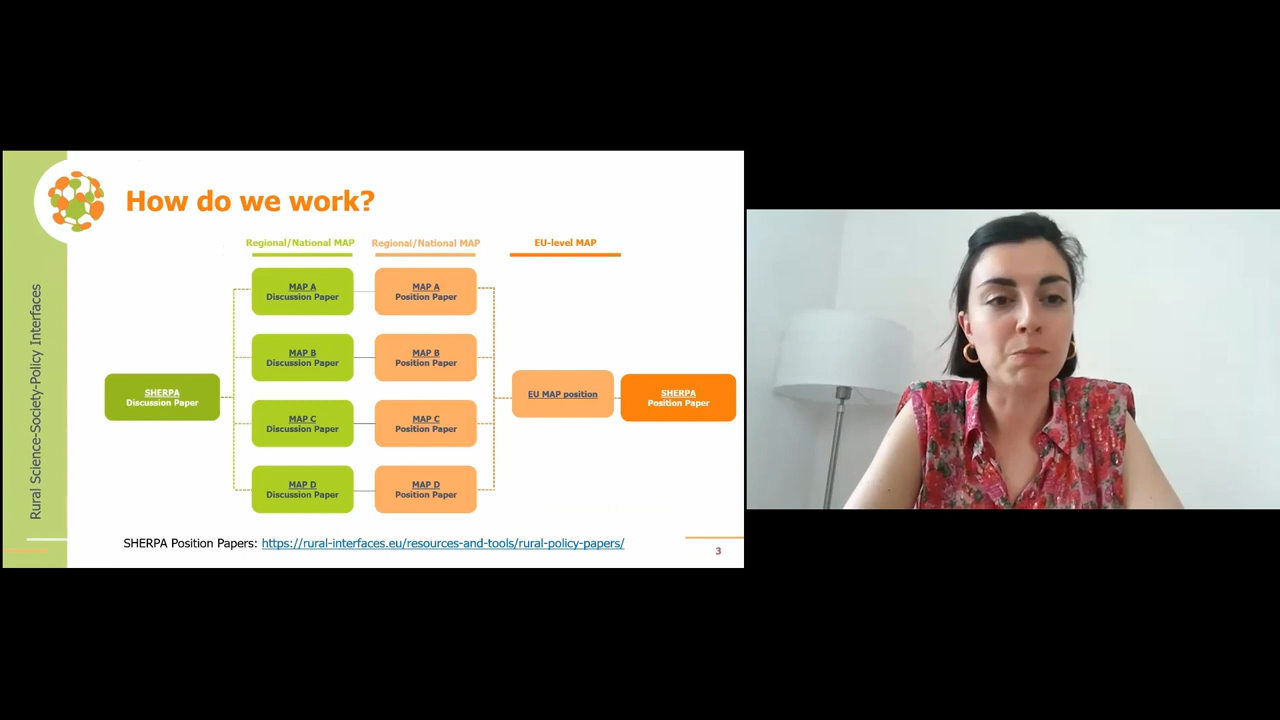 How do we work?
Rural Science-Society-Policy Interfaces
Regional/National MAP
Regional/National MAP
EU-level MAP
MAP A
Discussion Paper
MAP A
Position Paper
MAP B
Discussion Paper
MAP B
Position Paper
SHERPA
Discussion Paper
EU MAP position
SHERPA
Position Paper
MAP C
Discussion Paper
MAP C
Position Paper
MAP D
Discussion Paper
MAP D
Position Paper
SHERPA Position Papers: https://rural-interfaces.eu/resources-and-tools/rural-policy-papers/
3